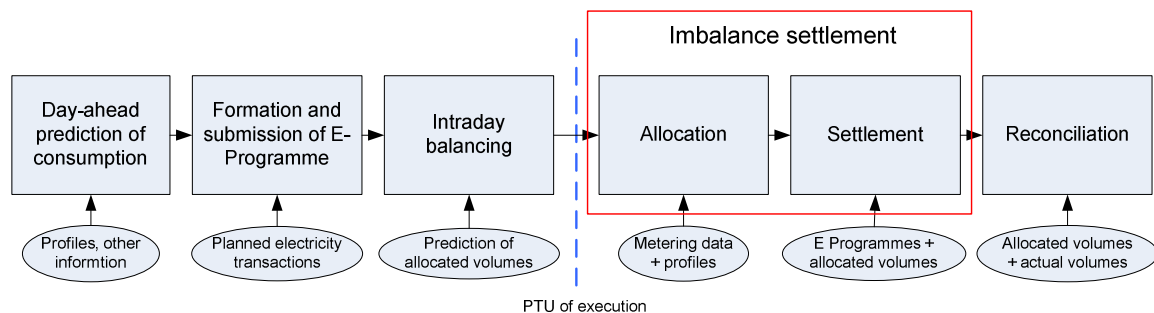 Imbalance settlement
Day-ahead
prediction of
consumption
Formation and
submission of E-
Programme
Intraday
balancing
Allocation
Settlement
Reconciliation
Profiles, other
informtion
Planned electricity
transactions
Prediction of
allocated volumes
Metering data
+ profiles
E Programmes +
allocated volumes
Allocated volumes
+ actual volumes
PTU of execution